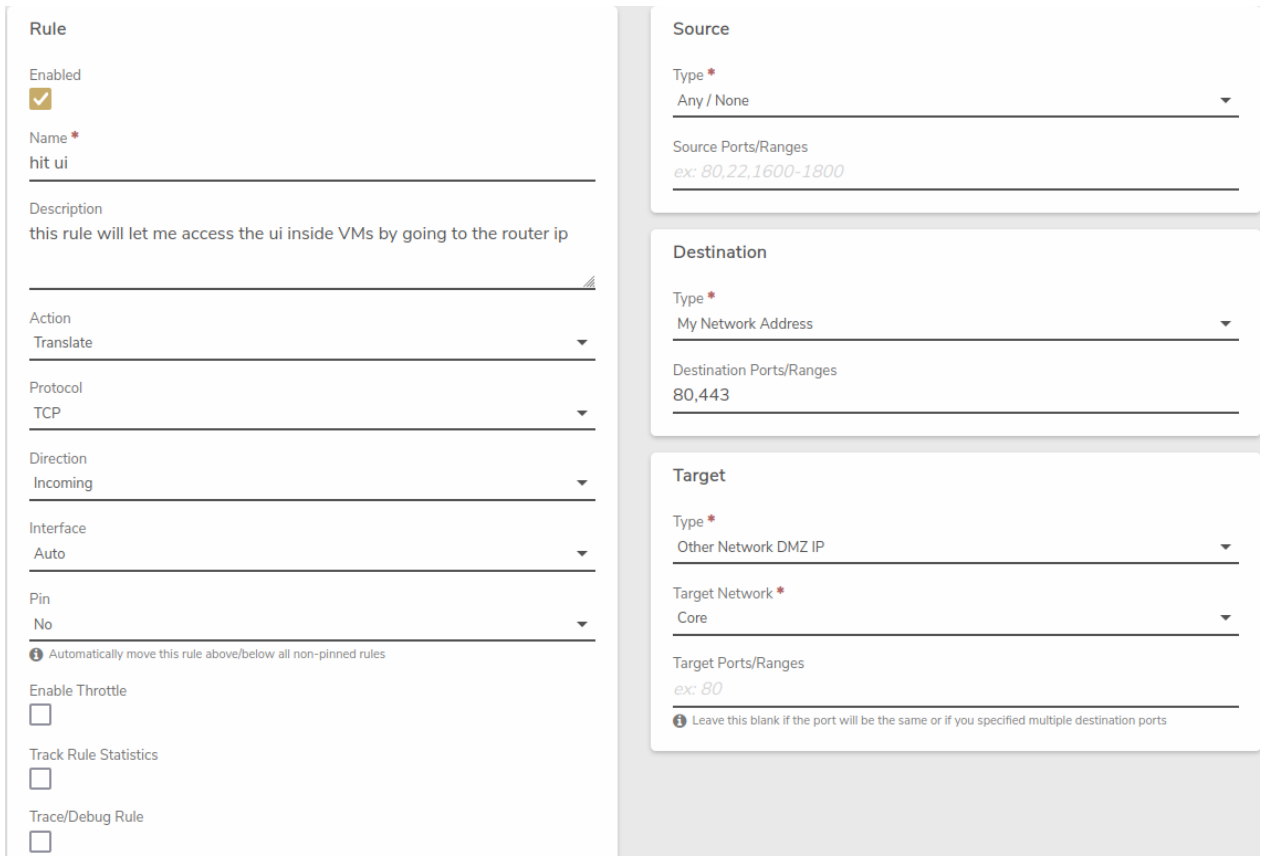 Rule
Enabled
Name *
hit ui
Description
this rule will let me access the ui inside VMs by going to the router ip
Action
Translate
Protocol
TCP
Direction
Incoming
Interface
Auto
Pin
No
Automatically move this rule above/below all non-pinned rules
Enable Throttle
Track Rule Statistics
Trace/Debug Rule
Source
Type *
Any / None
Source Ports/Ranges
ex: 80,22,1600-1800
Destination
Type *
My Network Address
Destination Ports/Ranges
80,443
Target
Type *
Other Network DMZ IP
Target Network *
Core
Target Ports/Ranges
ex: 80
Leave this blank if the port will be the same or if you specified multiple destination ports